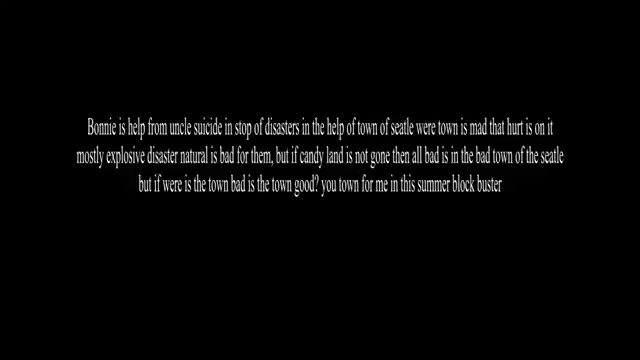 Bonnie is help from uncle suicide in stop of disasters in the help of town of seatle were town is mad that hurt is on it
mostly explosive disaster natural is bad for them, but if candy land is not gone then all bad is in the bad town of the seatle
but if were is the town bad is the town good? you town for me in this summer block buster